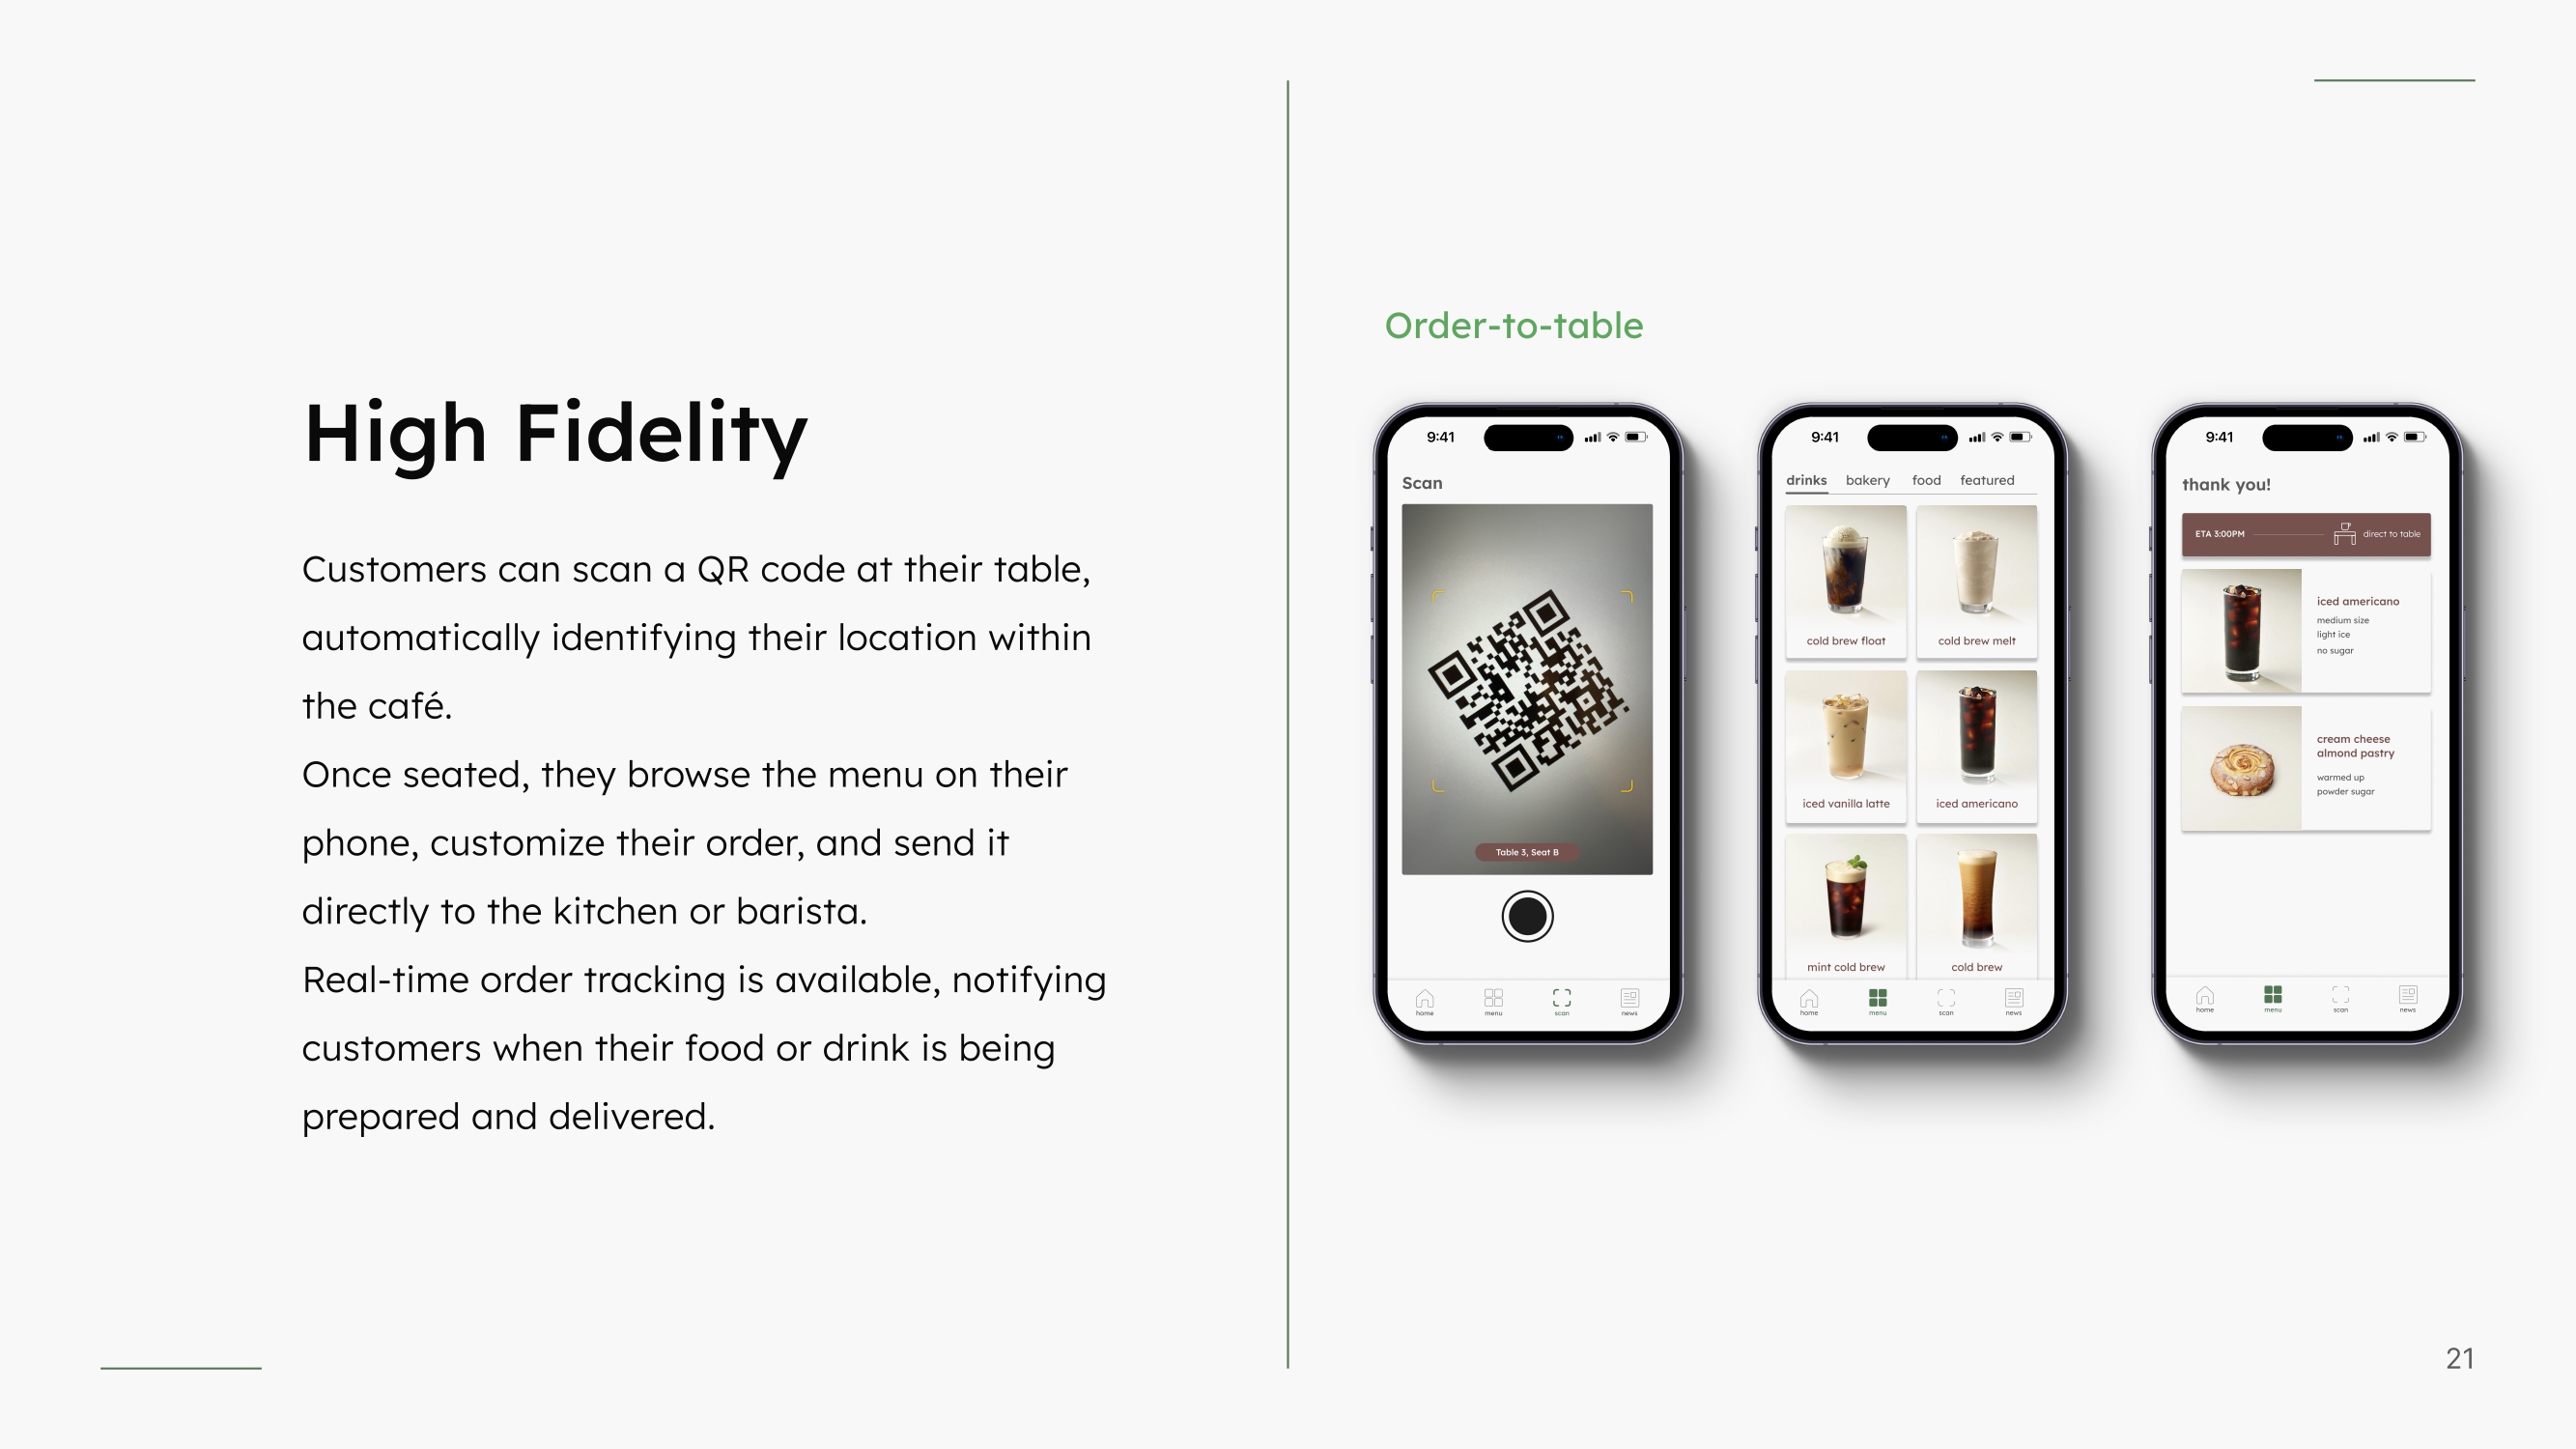 High Fidelity
Customers can scan a QR code at their table,
automatically identifying their location within
the café.
Once seated, they browse the menu on their
phone, customize their order, and send it
directly to the kitchen or barista.
Real-time order tracking is available, notifying
customers when their food or drink is being
prepared and delivered.
Order-to-table
9:41
Scan
Table 3, Seat B
home menu scan news
9:41
drinks bakery food featured
cold brew float cold brew melt
iced vanilla latte iced americano
mint cold brew cold brew
home menu scan news
9:41
thank you!
ETA 3:00PM direct to table
iced americano
medium size
light ice
no sugar
cream cheese
almond pastry
warmed up
powder sugar
home menu scan news
21